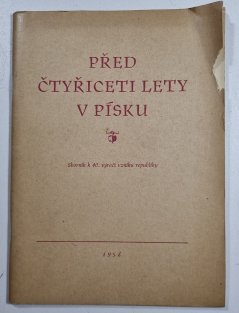 PŘED
ČTYŘICETI LETY
V PÍSKU
Sborník k 40. výročí vzniku republiky
1958